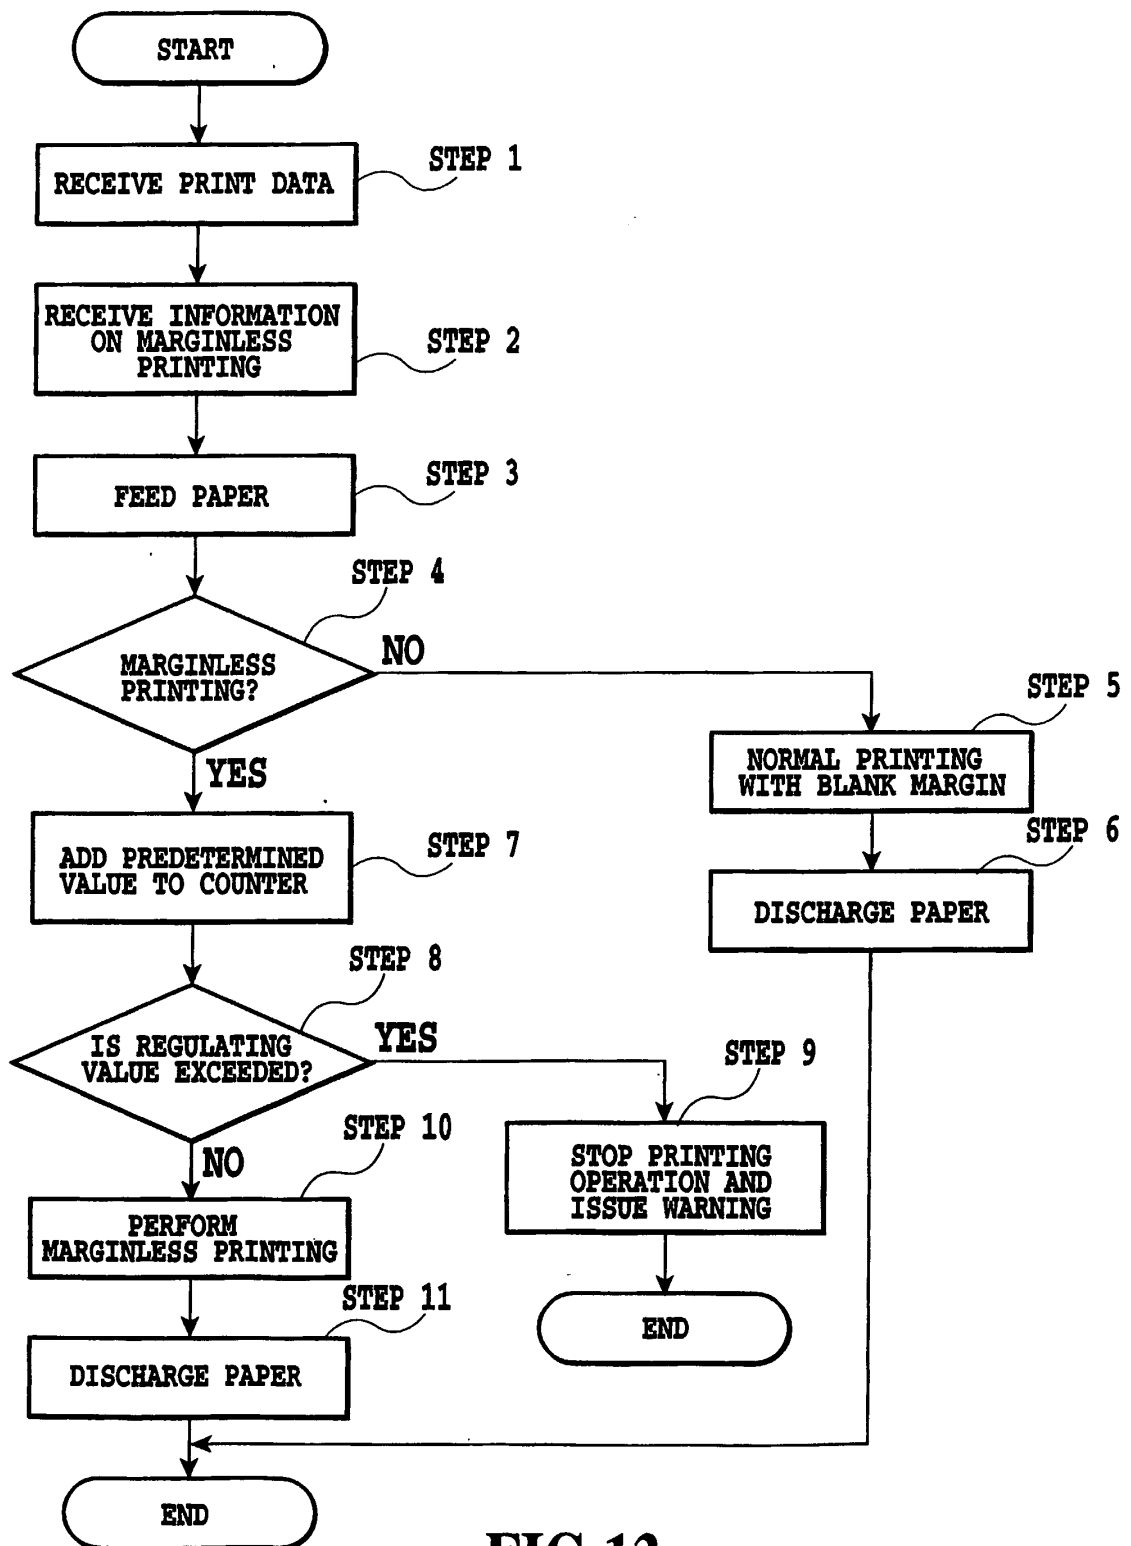 START
RECEIVE PRINT DATA
STEP 1
RECEIVE INFORMATION
ON MARGINLESS
PRINTING
STEP 2
FEED PAPER
STEP 3
STEP 4
MARGINLESS
PRINTING?
NO
YES
STEP 5
NORMAL PRINTING
WITH BLANK MARGIN
STEP 6
DISCHARGE PAPER
ADD PREDETERMINED
VALUE TO COUNTER
STEP 7
STEP 8
IS REGULATING
VALUE EXCEEDED?
YES
NO
STEP 9
STOP PRINTING
OPERATION AND
ISSUE WARNING
END
STEP 10
PERFORM
MARGINLESS PRINTING
STEP 11
DISCHARGE PAPER
END